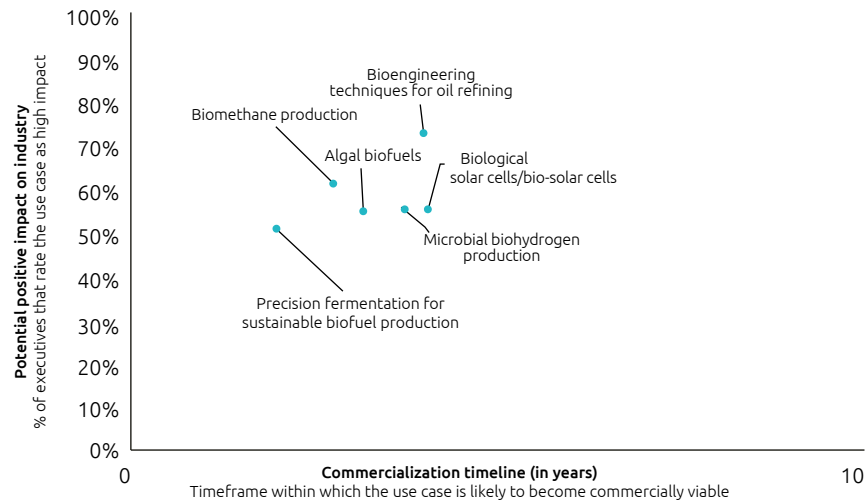 100%
90%
80%
70%
60%
50%
40%
30%
20%
10%
0%
Potential positive impact on industry
% of executives that rate the use case as high impact
Bioengineering
techniques for oil refining
Biomethane production
Algal biofuels
Biological
solar cells/bio-solar cells
Microbial biohydrogen
production
Precision fermentation for
sustainable biofuel production
0
10
Commercialization timeline (in years)
Timeframe within which the use case is likely to become commercially viable